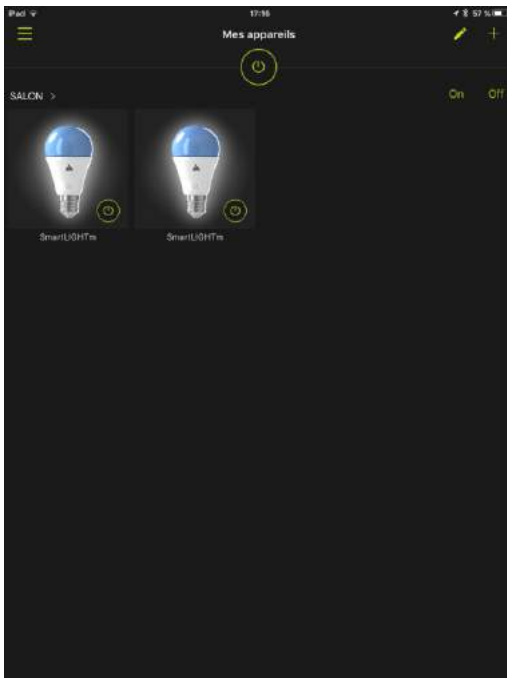 iPad 17:16 57 %
Mes appareils
SALON > On Off
SmartLIGHTm SmartLIGHTm